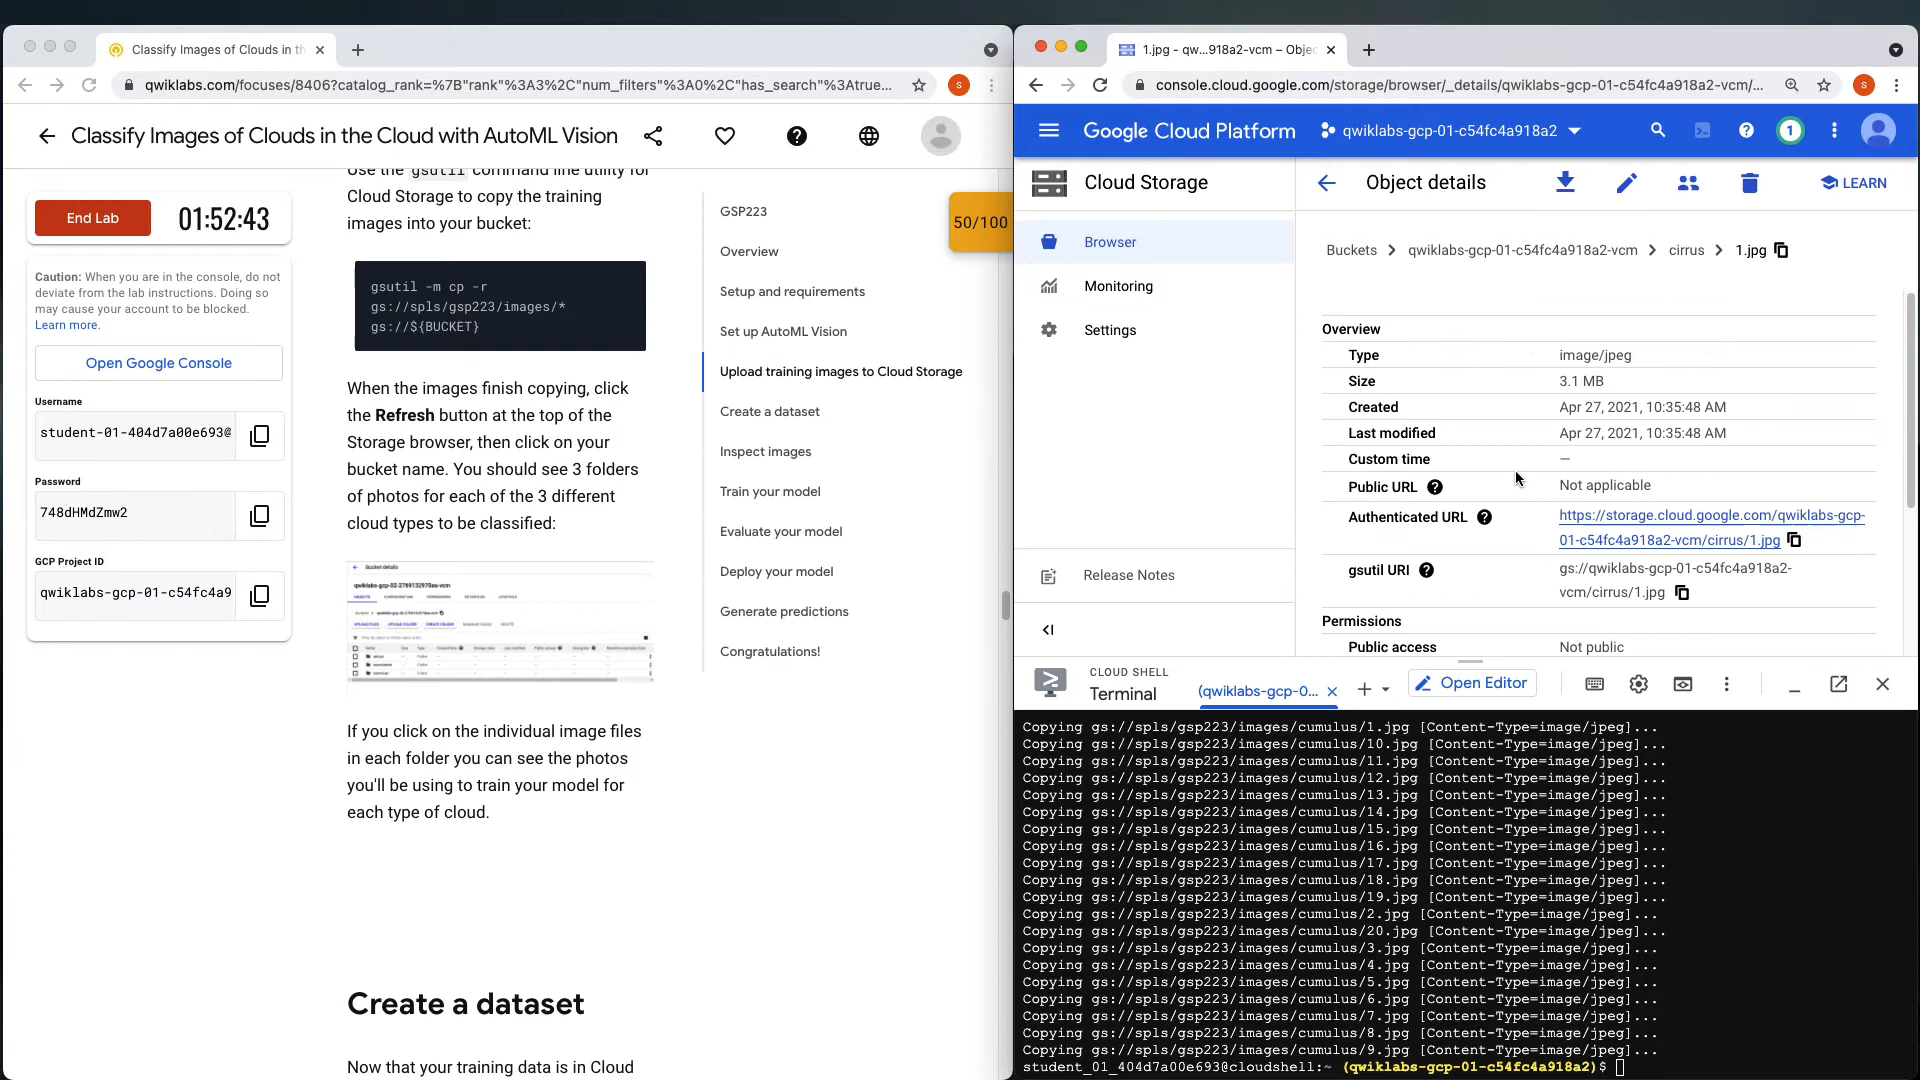 Classify Images of Clouds in th
qwiklabs.com/focuses/8406?catalog_rank=%7B"rank"%3A3%2C"num_filters"%3A0%2C"has_search"%3Atrue...
S
Classify Images of Clouds in the Cloud with AutoML Vision
End Lab
01:52:43
Caution: When you are in the console, do not
deviate from the lab instructions. Doing so
may cause your account to be blocked.
Learn more.
Open Google Console
Username
student-01-404d7a00e693@
Password
748dHMdZmw2
GCP Project ID
qwiklabs-gcp-01-c54fc4a9
Use the gsutil command line utility for
Cloud Storage to copy the training
images into your bucket:
gsutil -m cp -r
gs://spls/gsp223/images/*
gs://${BUCKET}
When the images finish copying, click
the Refresh button at the top of the
Storage browser, then click on your
bucket name. You should see 3 folders
of photos for each of the 3 different
cloud types to be classified:
Bucket details
If you click on the individual image files
in each folder you can see the photos
you'll be using to train your model for
each type of cloud.
Create a dataset
Now that your training data is in Cloud
GSP223
Overview
Setup and requirements
Set up AutoML Vision
Upload training images to Cloud Storage
Create a dataset
Inspect images
Train your model
Evaluate your model
Deploy your model
Generate predictions
Congratulations!
50/100
1.jpg - qw...918a2-vcm – Objec
console.cloud.google.com/storage/browser/_details/qwiklabs-gcp-01-c54fc4a918a2-vcm/...
S
Google Cloud Platform
qwiklabs-gcp-01-c54fc4a918a2
1
Cloud Storage
Object details
LEARN
Browser
Monitoring
Settings
Release Notes
Buckets > qwiklabs-gcp-01-c54fc4a918a2-vcm > cirrus > 1.jpg
Overview
Type image/jpeg
Size 3.1 MB
Created Apr 27, 2021, 10:35:48 AM
Last modified Apr 27, 2021, 10:35:48 AM
Custom time —
Public URL Not applicable
Authenticated URL https://storage.cloud.google.com/qwiklabs-gcp-
01-c54fc4a918a2-vcm/cirrus/1.jpg
gsutil URI gs://qwiklabs-gcp-01-c54fc4a918a2-
vcm/cirrus/1.jpg
Permissions
Public access Not public
CLOUD SHELL
Terminal
(qwiklabs-gcp-0...
Open Editor
Copying gs://spls/gsp223/images/cumulus/1.jpg [Content-Type=image/jpeg]...
Copying gs://spls/gsp223/images/cumulus/10.jpg [Content-Type=image/jpeg]...
Copying gs://spls/gsp223/images/cumulus/11.jpg [Content-Type=image/jpeg]...
Copying gs://spls/gsp223/images/cumulus/12.jpg [Content-Type=image/jpeg]...
Copying gs://spls/gsp223/images/cumulus/13.jpg [Content-Type=image/jpeg]...
Copying gs://spls/gsp223/images/cumulus/14.jpg [Content-Type=image/jpeg]...
Copying gs://spls/gsp223/images/cumulus/15.jpg [Content-Type=image/jpeg]...
Copying gs://spls/gsp223/images/cumulus/16.jpg [Content-Type=image/jpeg]...
Copying gs://spls/gsp223/images/cumulus/17.jpg [Content-Type=image/jpeg]...
Copying gs://spls/gsp223/images/cumulus/18.jpg [Content-Type=image/jpeg]...
Copying gs://spls/gsp223/images/cumulus/19.jpg [Content-Type=image/jpeg]...
Copying gs://spls/gsp223/images/cumulus/2.jpg [Content-Type=image/jpeg]...
Copying gs://spls/gsp223/images/cumulus/20.jpg [Content-Type=image/jpeg]...
Copying gs://spls/gsp223/images/cumulus/3.jpg [Content-Type=image/jpeg]...
Copying gs://spls/gsp223/images/cumulus/4.jpg [Content-Type=image/jpeg]...
Copying gs://spls/gsp223/images/cumulus/5.jpg [Content-Type=image/jpeg]...
Copying gs://spls/gsp223/images/cumulus/6.jpg [Content-Type=image/jpeg]...
Copying gs://spls/gsp223/images/cumulus/7.jpg [Content-Type=image/jpeg]...
Copying gs://spls/gsp223/images/cumulus/8.jpg [Content-Type=image/jpeg]...
Copying gs://spls/gsp223/images/cumulus/9.jpg [Content-Type=image/jpeg]...
student_01_404d7a00e693@cloudshell:~ (qwiklabs-gcp-01-c54fc4a918a2)$